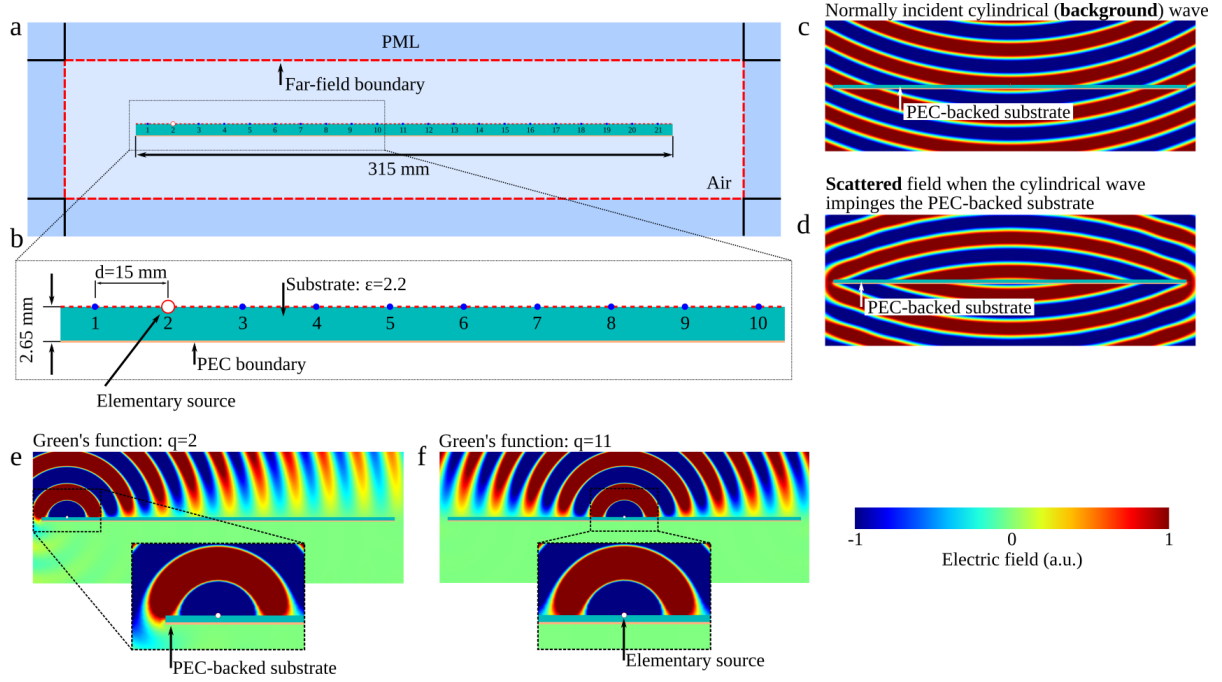 a
PML
Far-field boundary
1 2 3 4 5 6 7 8 9 10 11 12 13 14 15 16 17 18 19 20 21
315 mm
Air
b
d=15 mm
Substrate: ε=2.2
2.65 mm
1 2 3 4 5 6 7 8 9 10
PEC boundary
Elementary source
Normally incident cylindrical (background) wave
c
PEC-backed substrate
Scattered field when the cylindrical wave
impinges the PEC-backed substrate
d
PEC-backed substrate
Green's function: q=2
e
PEC-backed substrate
Green's function: q=11
f
Elementary source
-1 0 1
Electric field (a.u.)